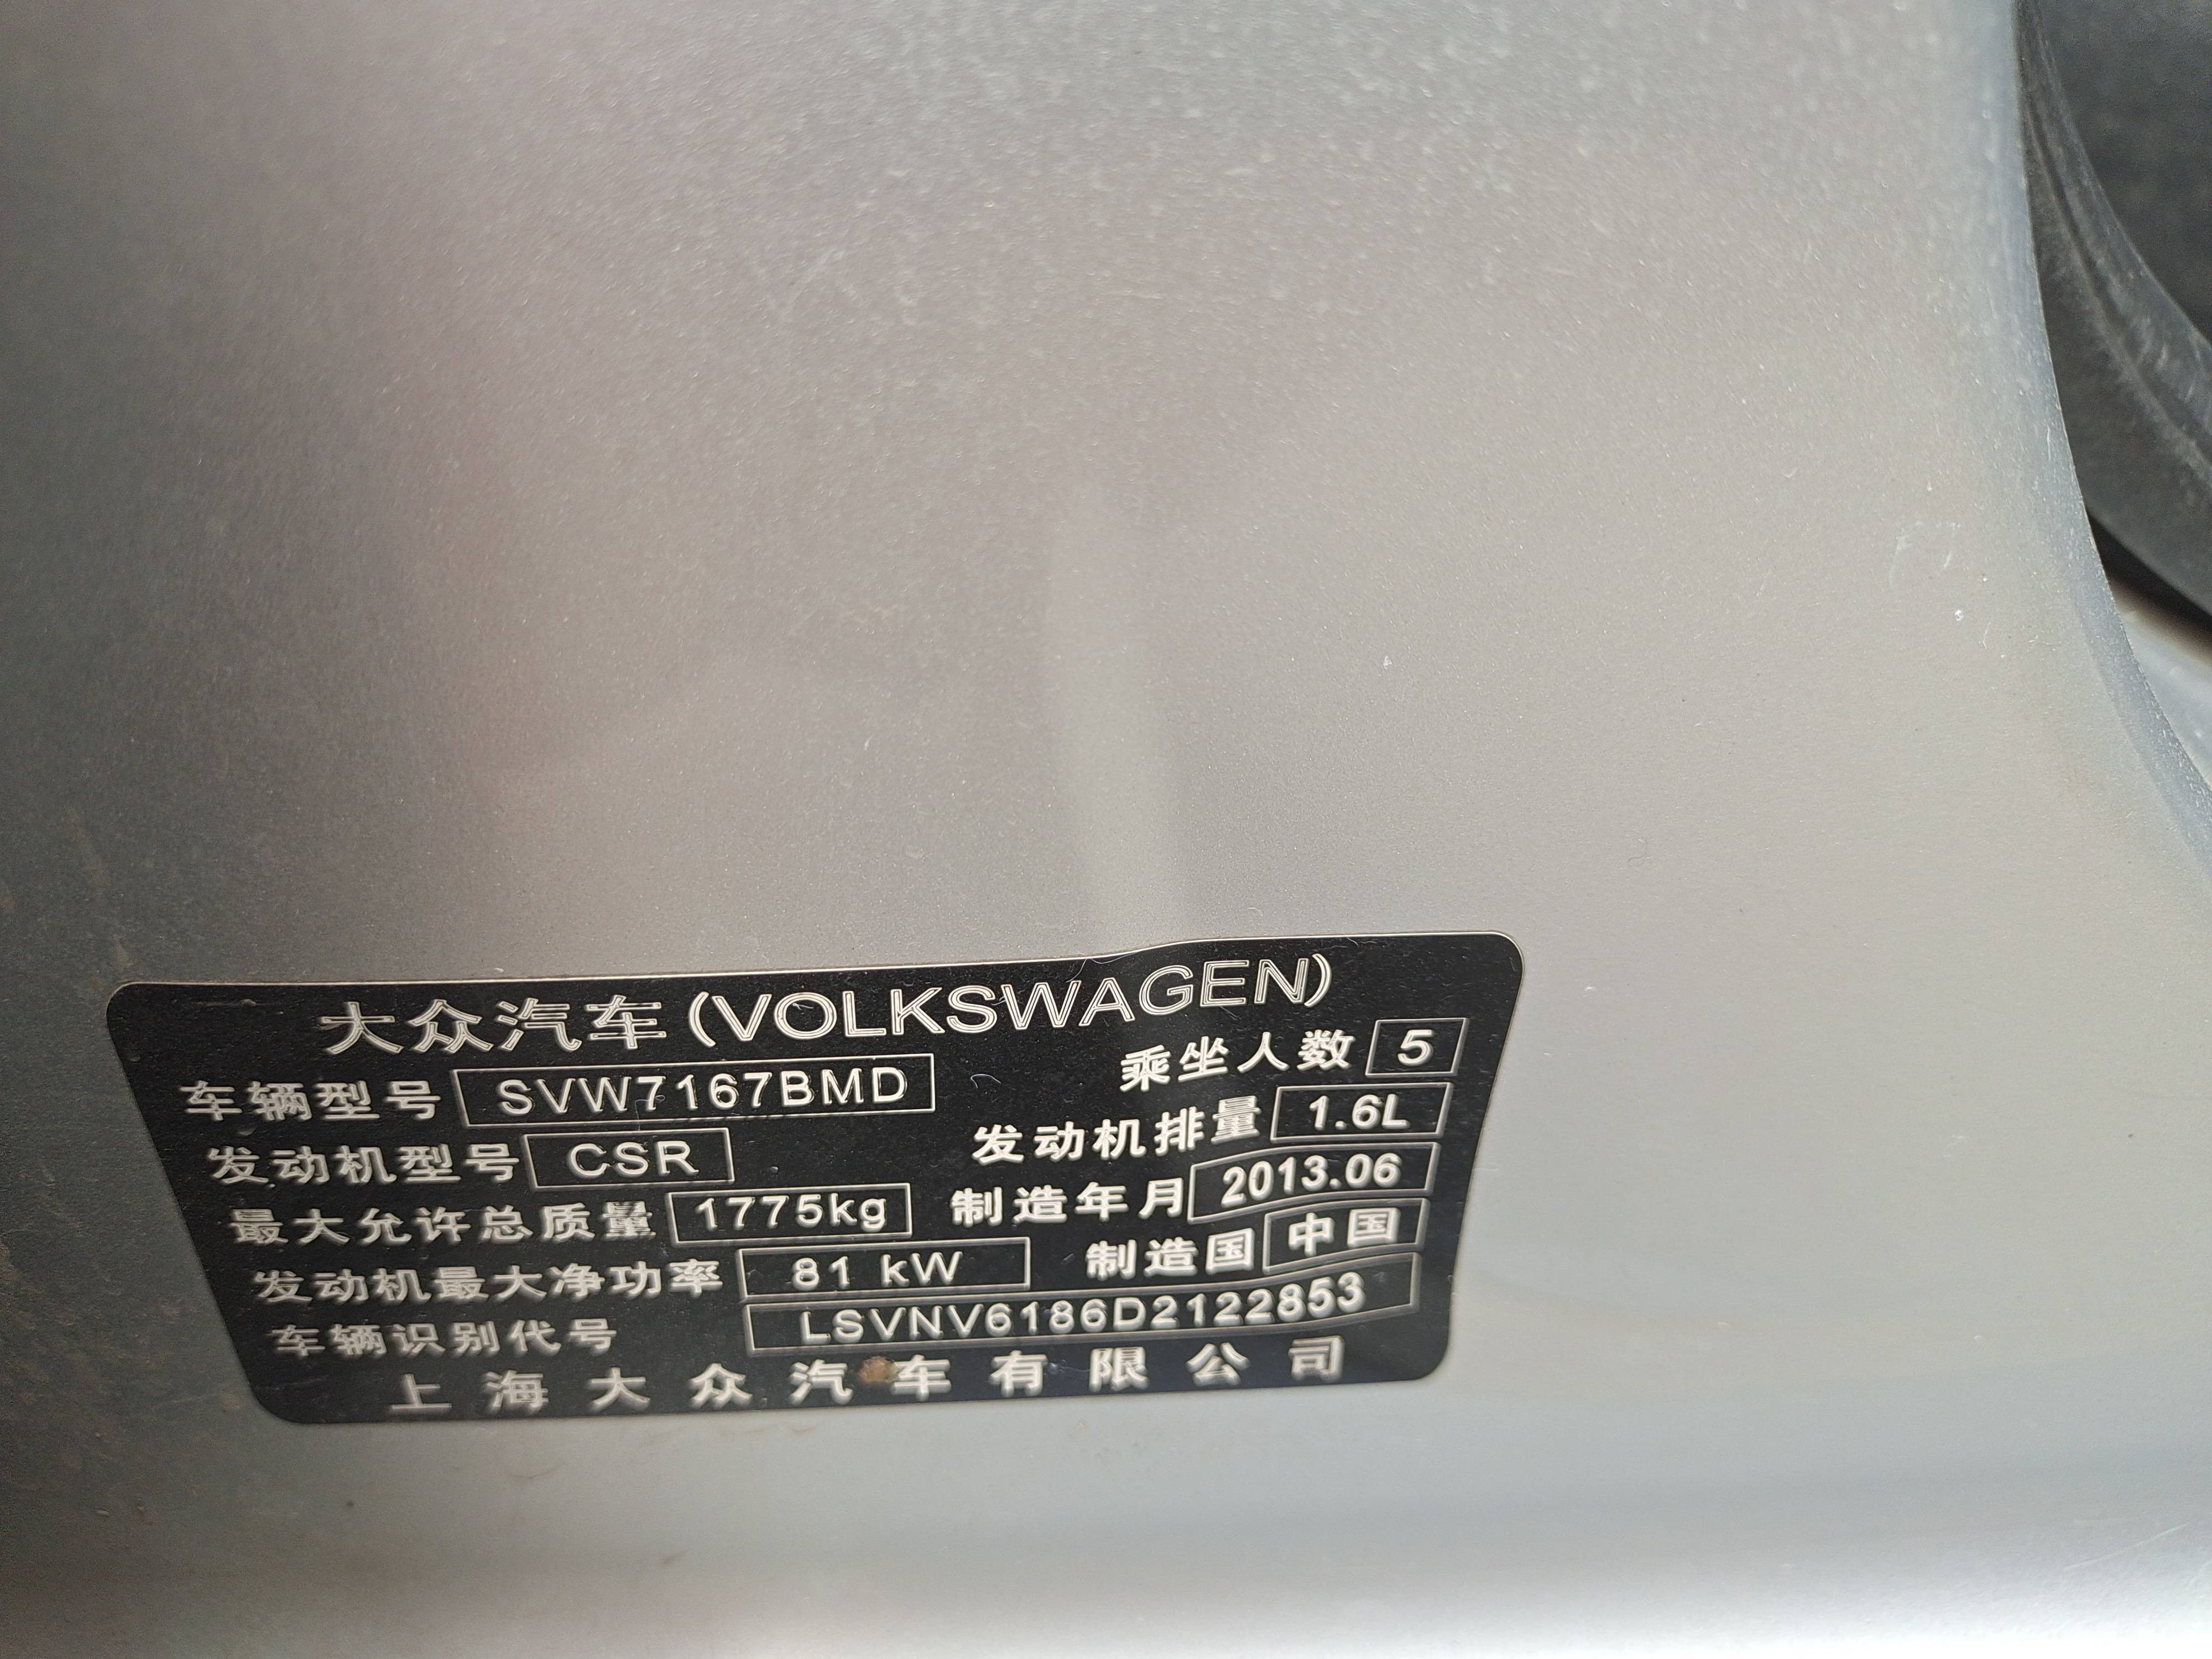 大众汽车(VOLKSWAGEN)
乘坐人数 5
车辆型号 SVW7167BMD
发动机排量 1.6L
发动机型号 CSR
制造年月 2013.06
最大允许总质量 1775kg
制造国 中国
发动机最大净功率 81 kW
车辆识别代号 LSVNV6186D2122853
上海大众汽车有限公司